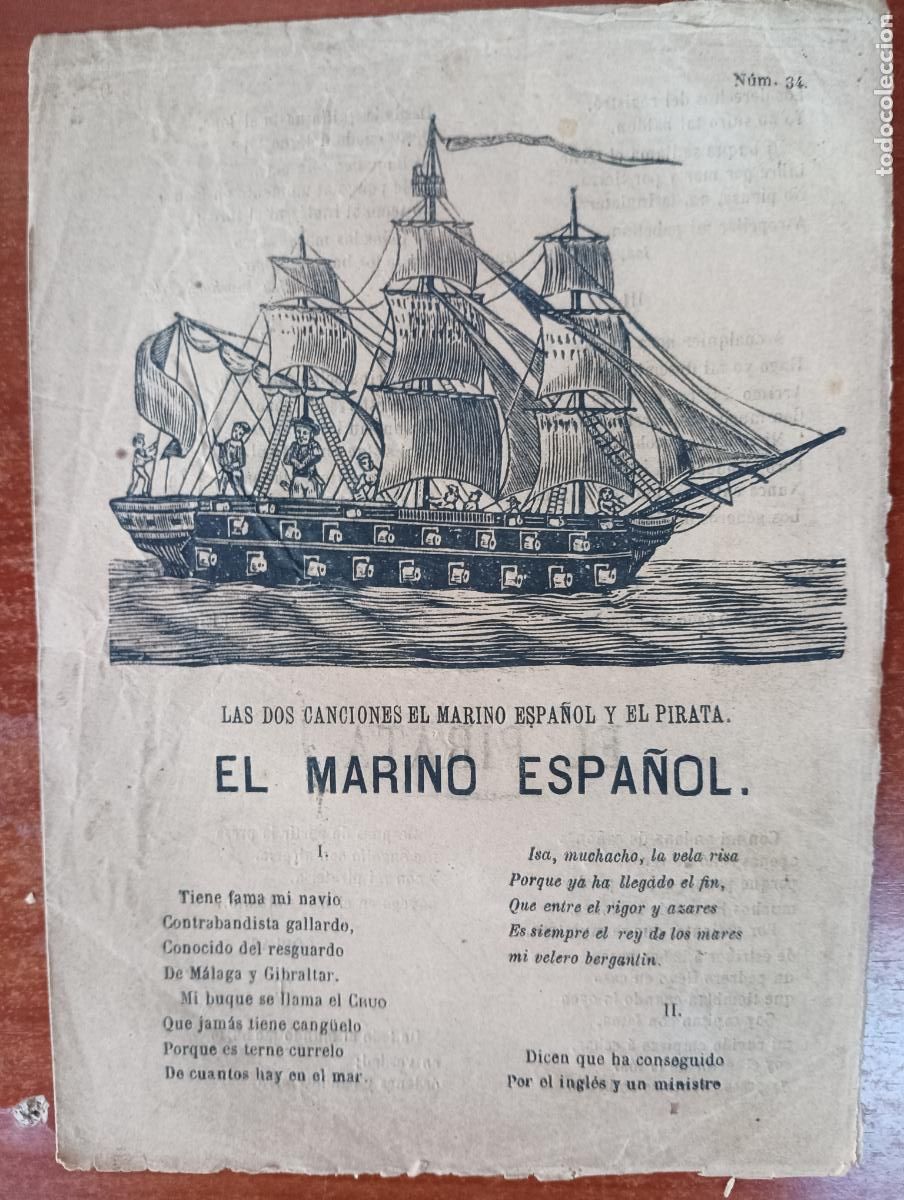 Núm. 34.
todocoleccion
LAS DOS CANCIONES EL MARINO ESPAÑOL Y EL PIRATA.
EL MARINO ESPAÑOL.
I.
Tiene fama mi navio
Contrabandista gallardo,
Conocido del resguardo
De Málaga y Gibraltar.
Mi buque se llama el CHUO
Que jamás tiene cangüelo
Porque es terne currelo
De cuantos hay en el mar.
Isa, muchacho, la vela risa
Porque ya ha llegado el fin,
Que entre el rigor y azares
Es siempre el rey de los mares
mi velero bergantin.
II.
Dicen que ha conseguido
Por el inglés y un ministro